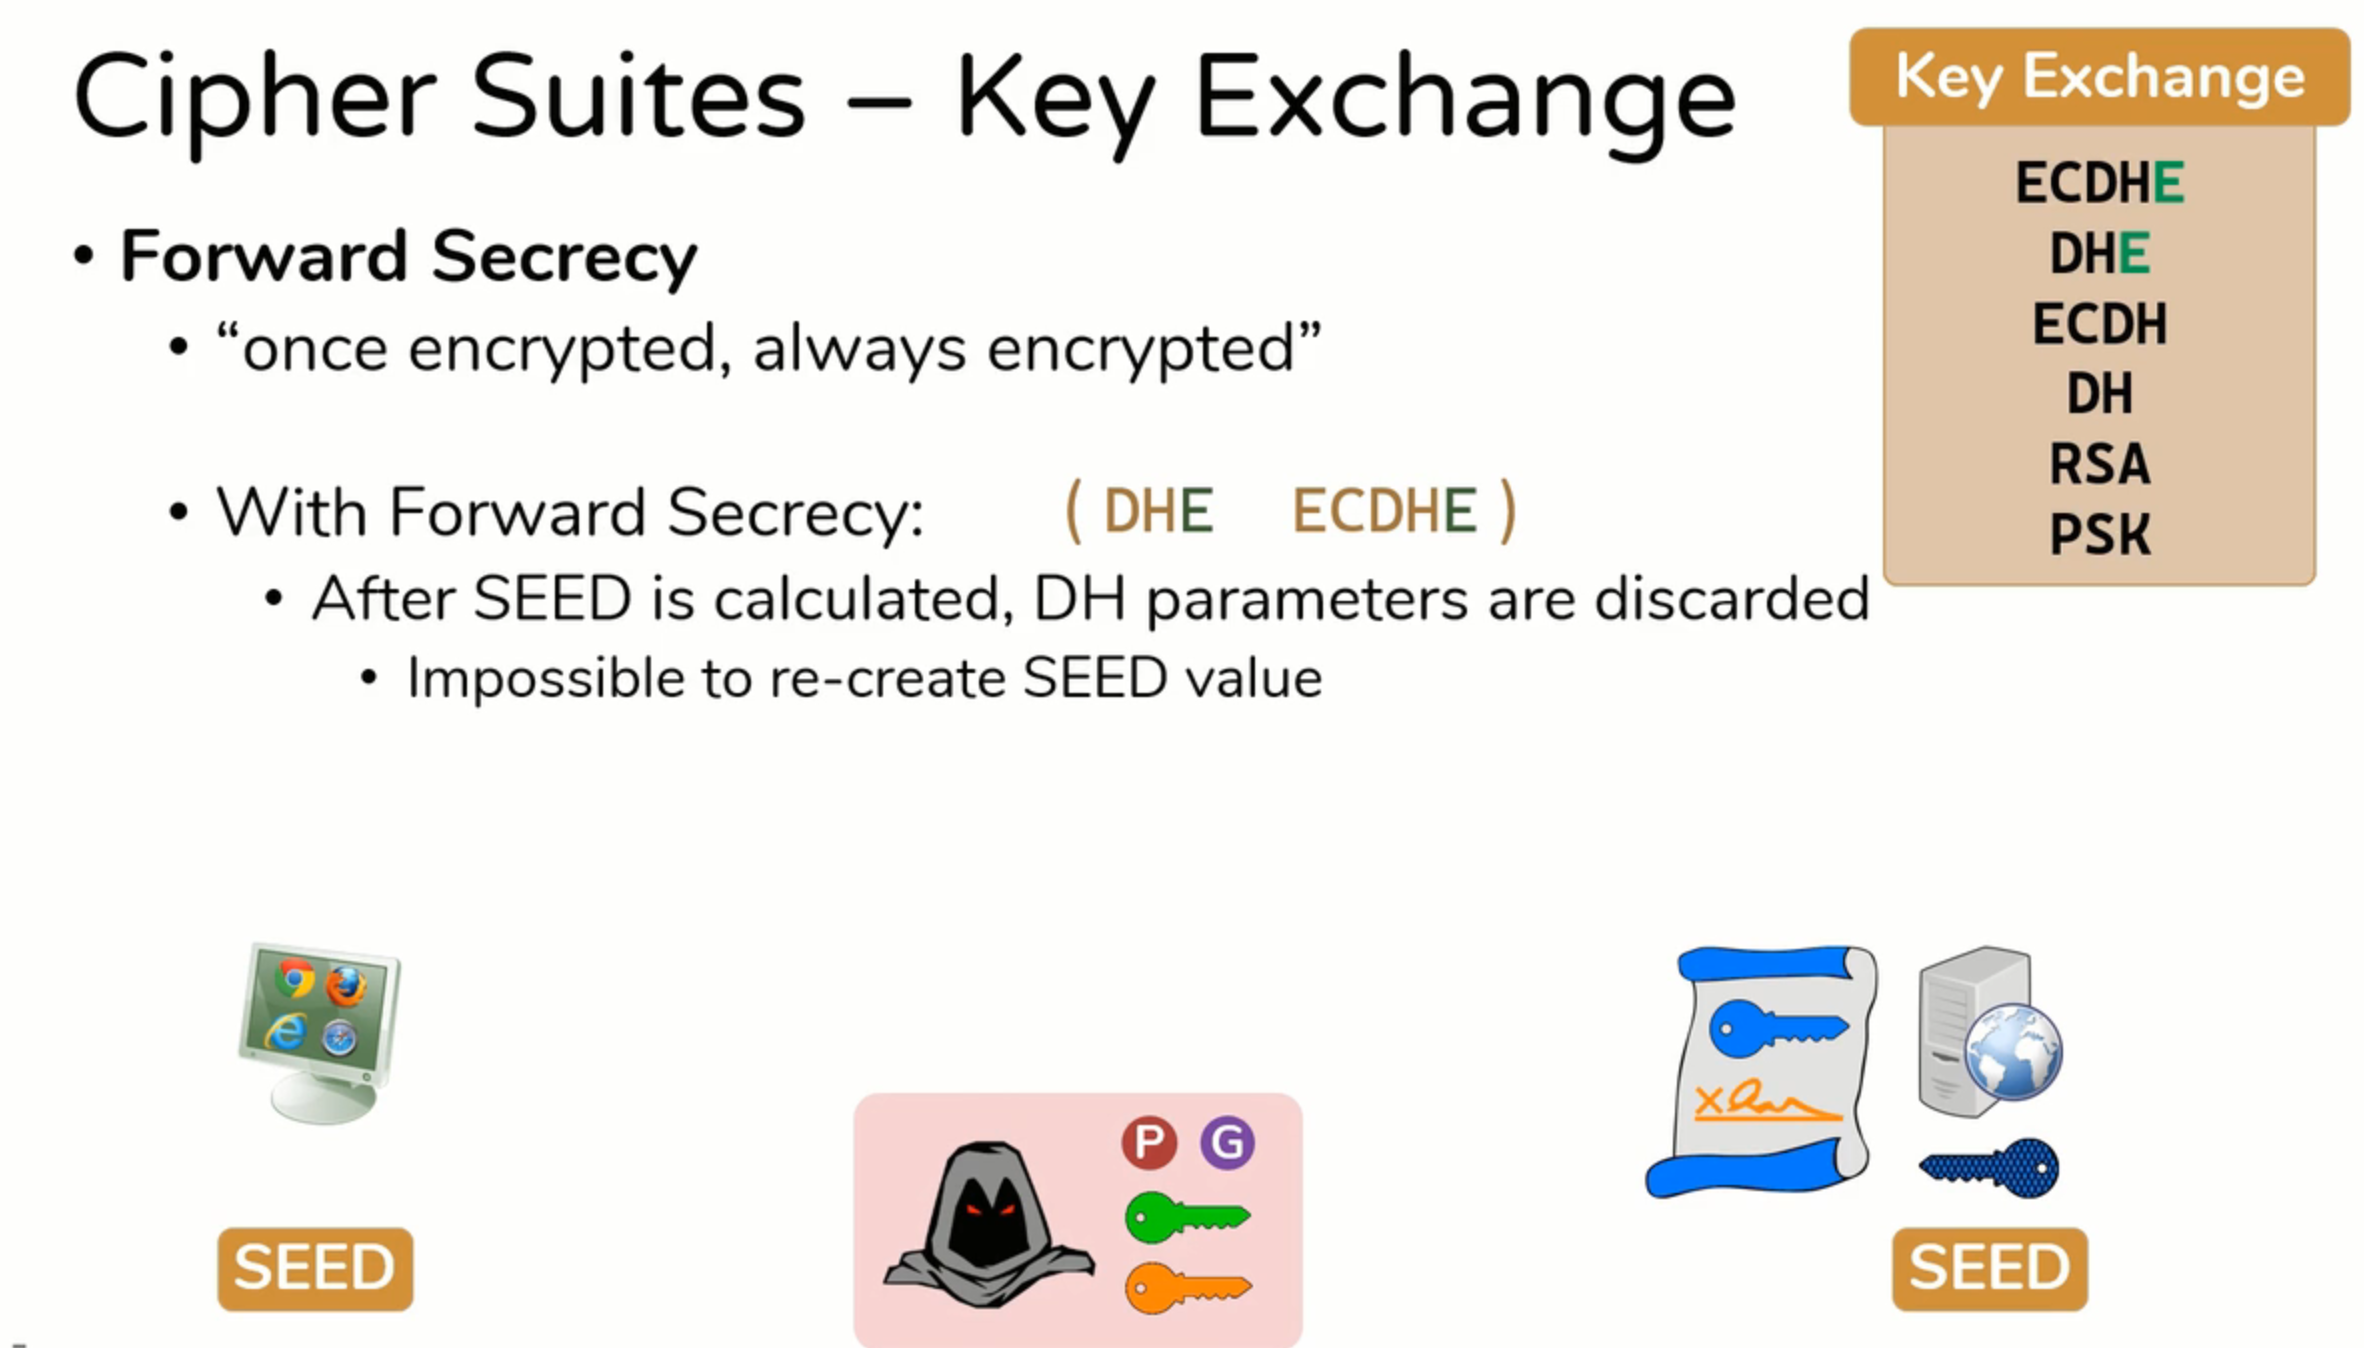 Cipher Suites – Key Exchange
• Forward Secrecy
• “once encrypted, always encrypted”
• With Forward Secrecy: ( DHE ECDHE )
• After SEED is calculated, DH parameters are discarded
• Impossible to re-create SEED value
Key Exchange
ECDHE
DHE
ECDH
DH
RSA
PSK
P G
SEED
SEED